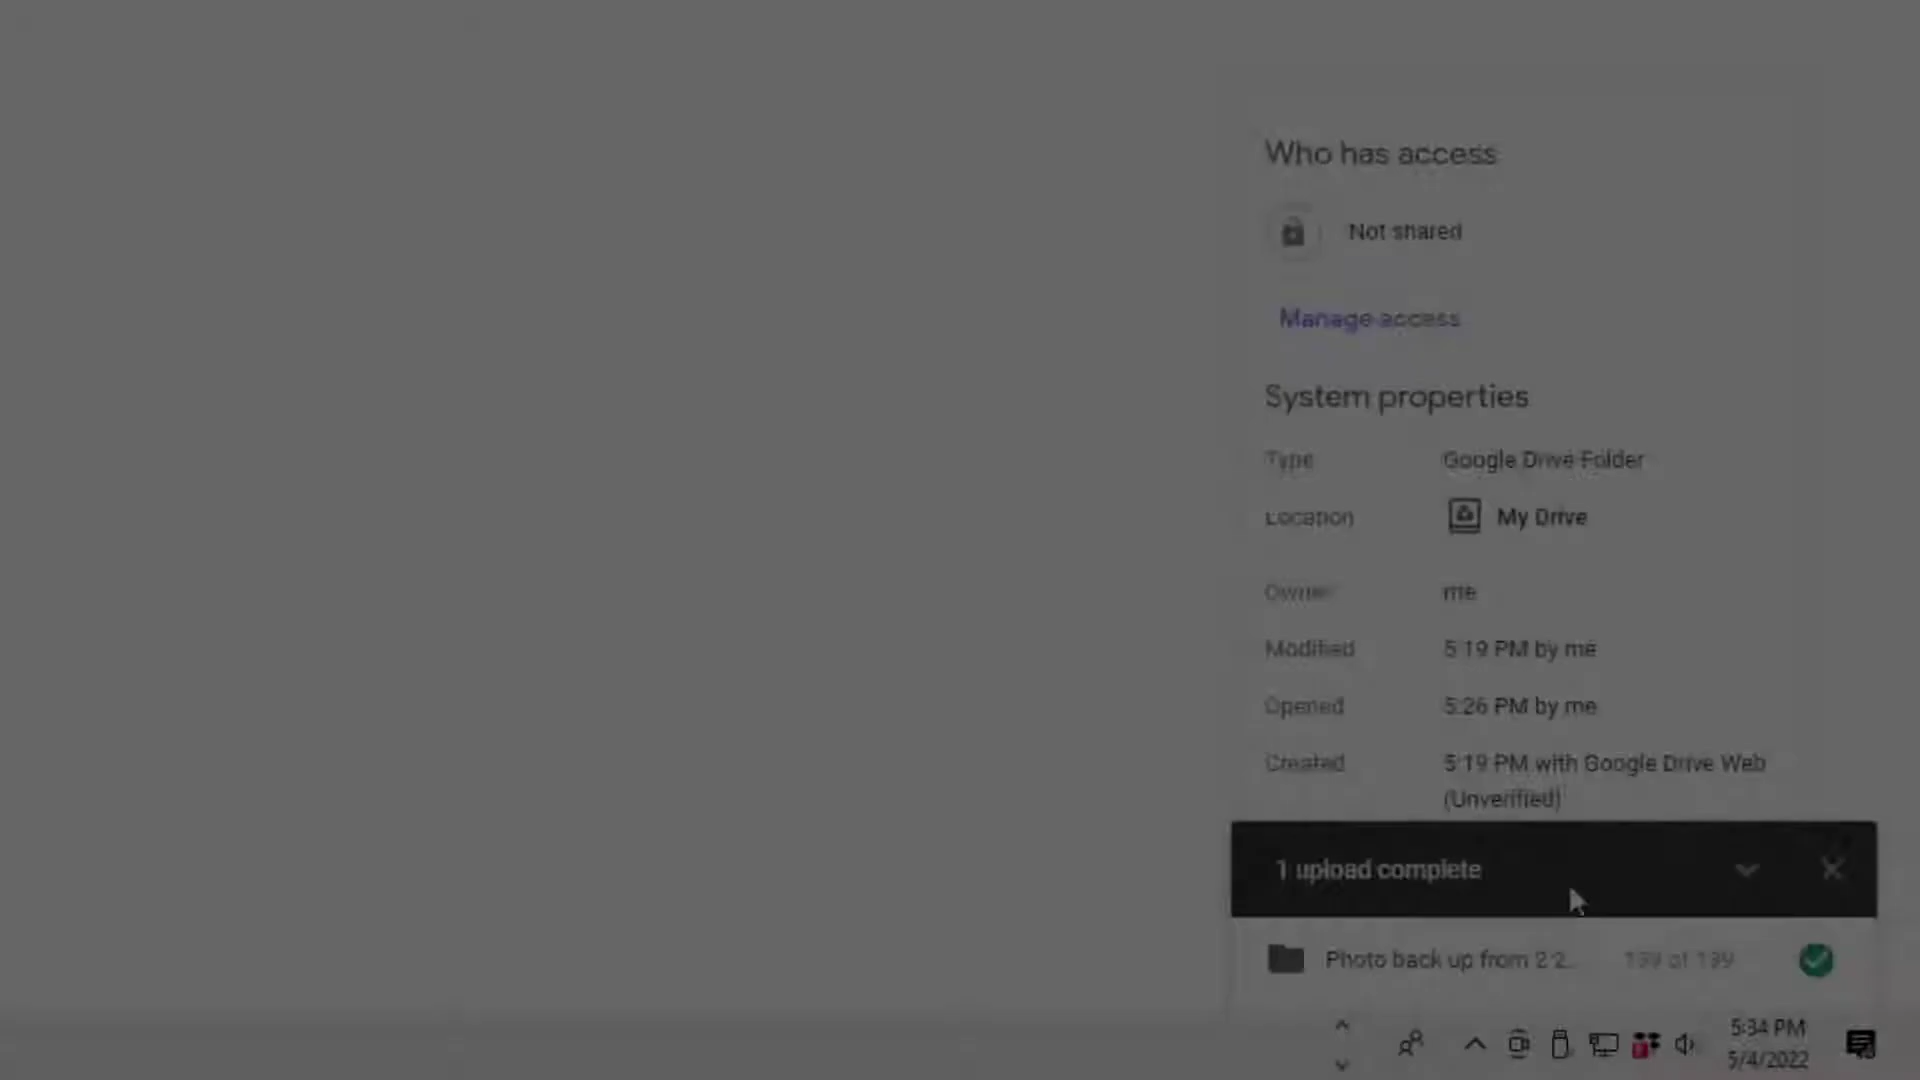 Who has access
Not shared
Manage access
System properties
Type Google Drive Folder
Location My Drive
Owner me
Modified 5:19 PM by me
Opened 5:26 PM by me
Created 5:19 PM with Google Drive Web
(Unverified)
1 upload complete
Photo back up from 2 2... 139 of 139
5:34 PM
5/4/2022